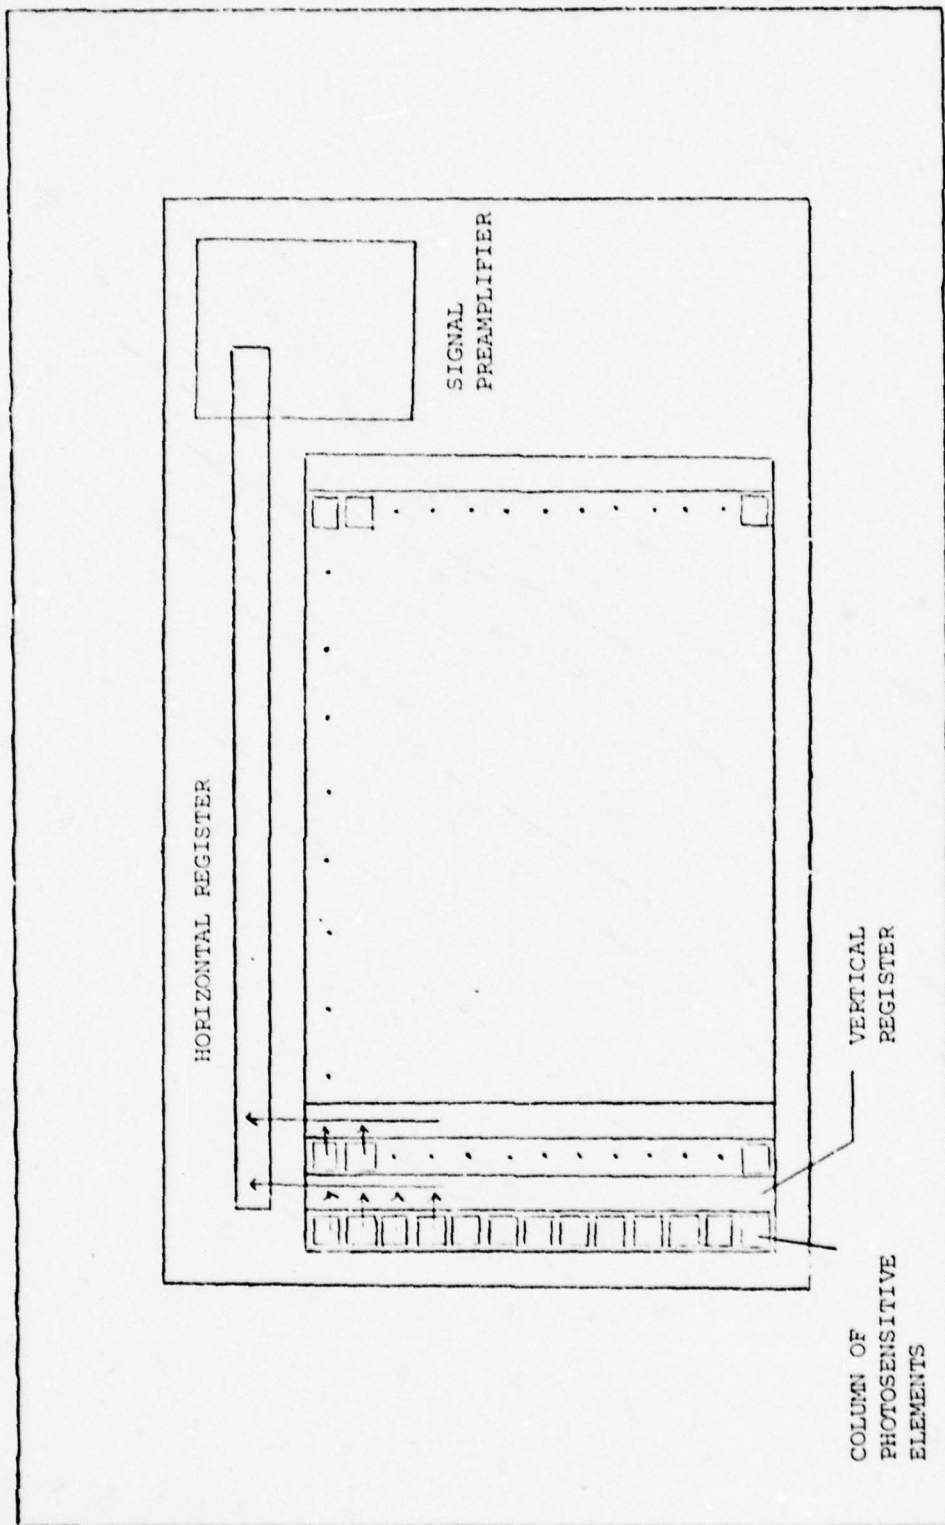 HORIZONTAL REGISTER
SIGNAL
PREAMPLIFIER
VERTICAL
REGISTER
COLUMN OF
PHOTOSENSITIVE
ELEMENTS